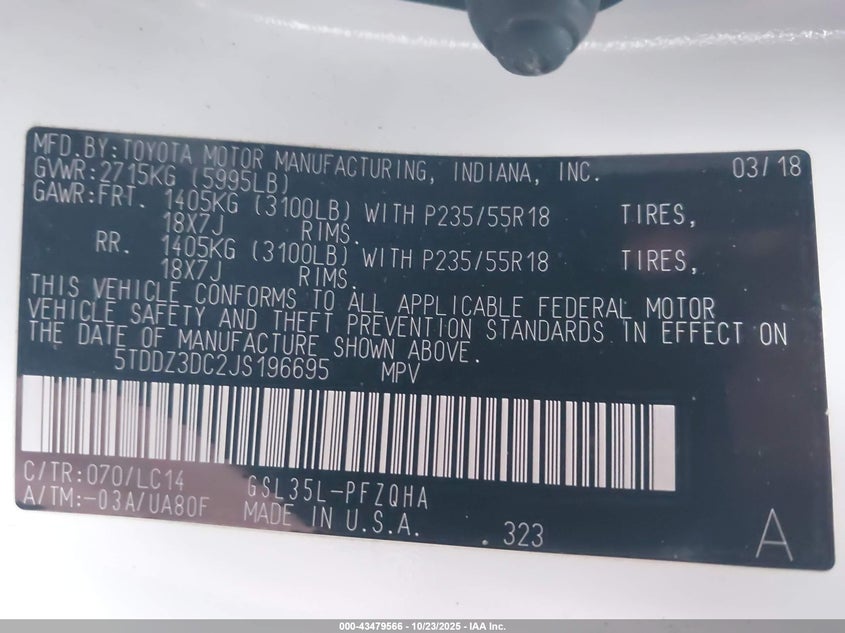 MFD.BY:TOYOTA MOTOR MANUFACTURING, INDIANA, INC. 03/18
GVWR:2715KG (5995LB)
GAWR:FRT. 1405KG (3100LB) WITH P235/55R18 TIRES,
18X7J RIMS.
RR. 1405KG (3100LB) WITH P235/55R18 TIRES,
18X7J RIMS.
THIS VEHICLE CONFORMS TO ALL APPLICABLE FEDERAL MOTOR
VEHICLE SAFETY AND THEFT PREVENTION STANDARDS IN EFFECT ON
THE DATE OF MANUFACTURE SHOWN ABOVE.
5TDDZ3DC2JS196695 MPV
C/TR:070/LC14 GSL35L-PFZQHA
A/TM:-03A/UA80F MADE IN U.S.A. .323
A
000-43479566 | 10/23/2025 | IAA Inc.